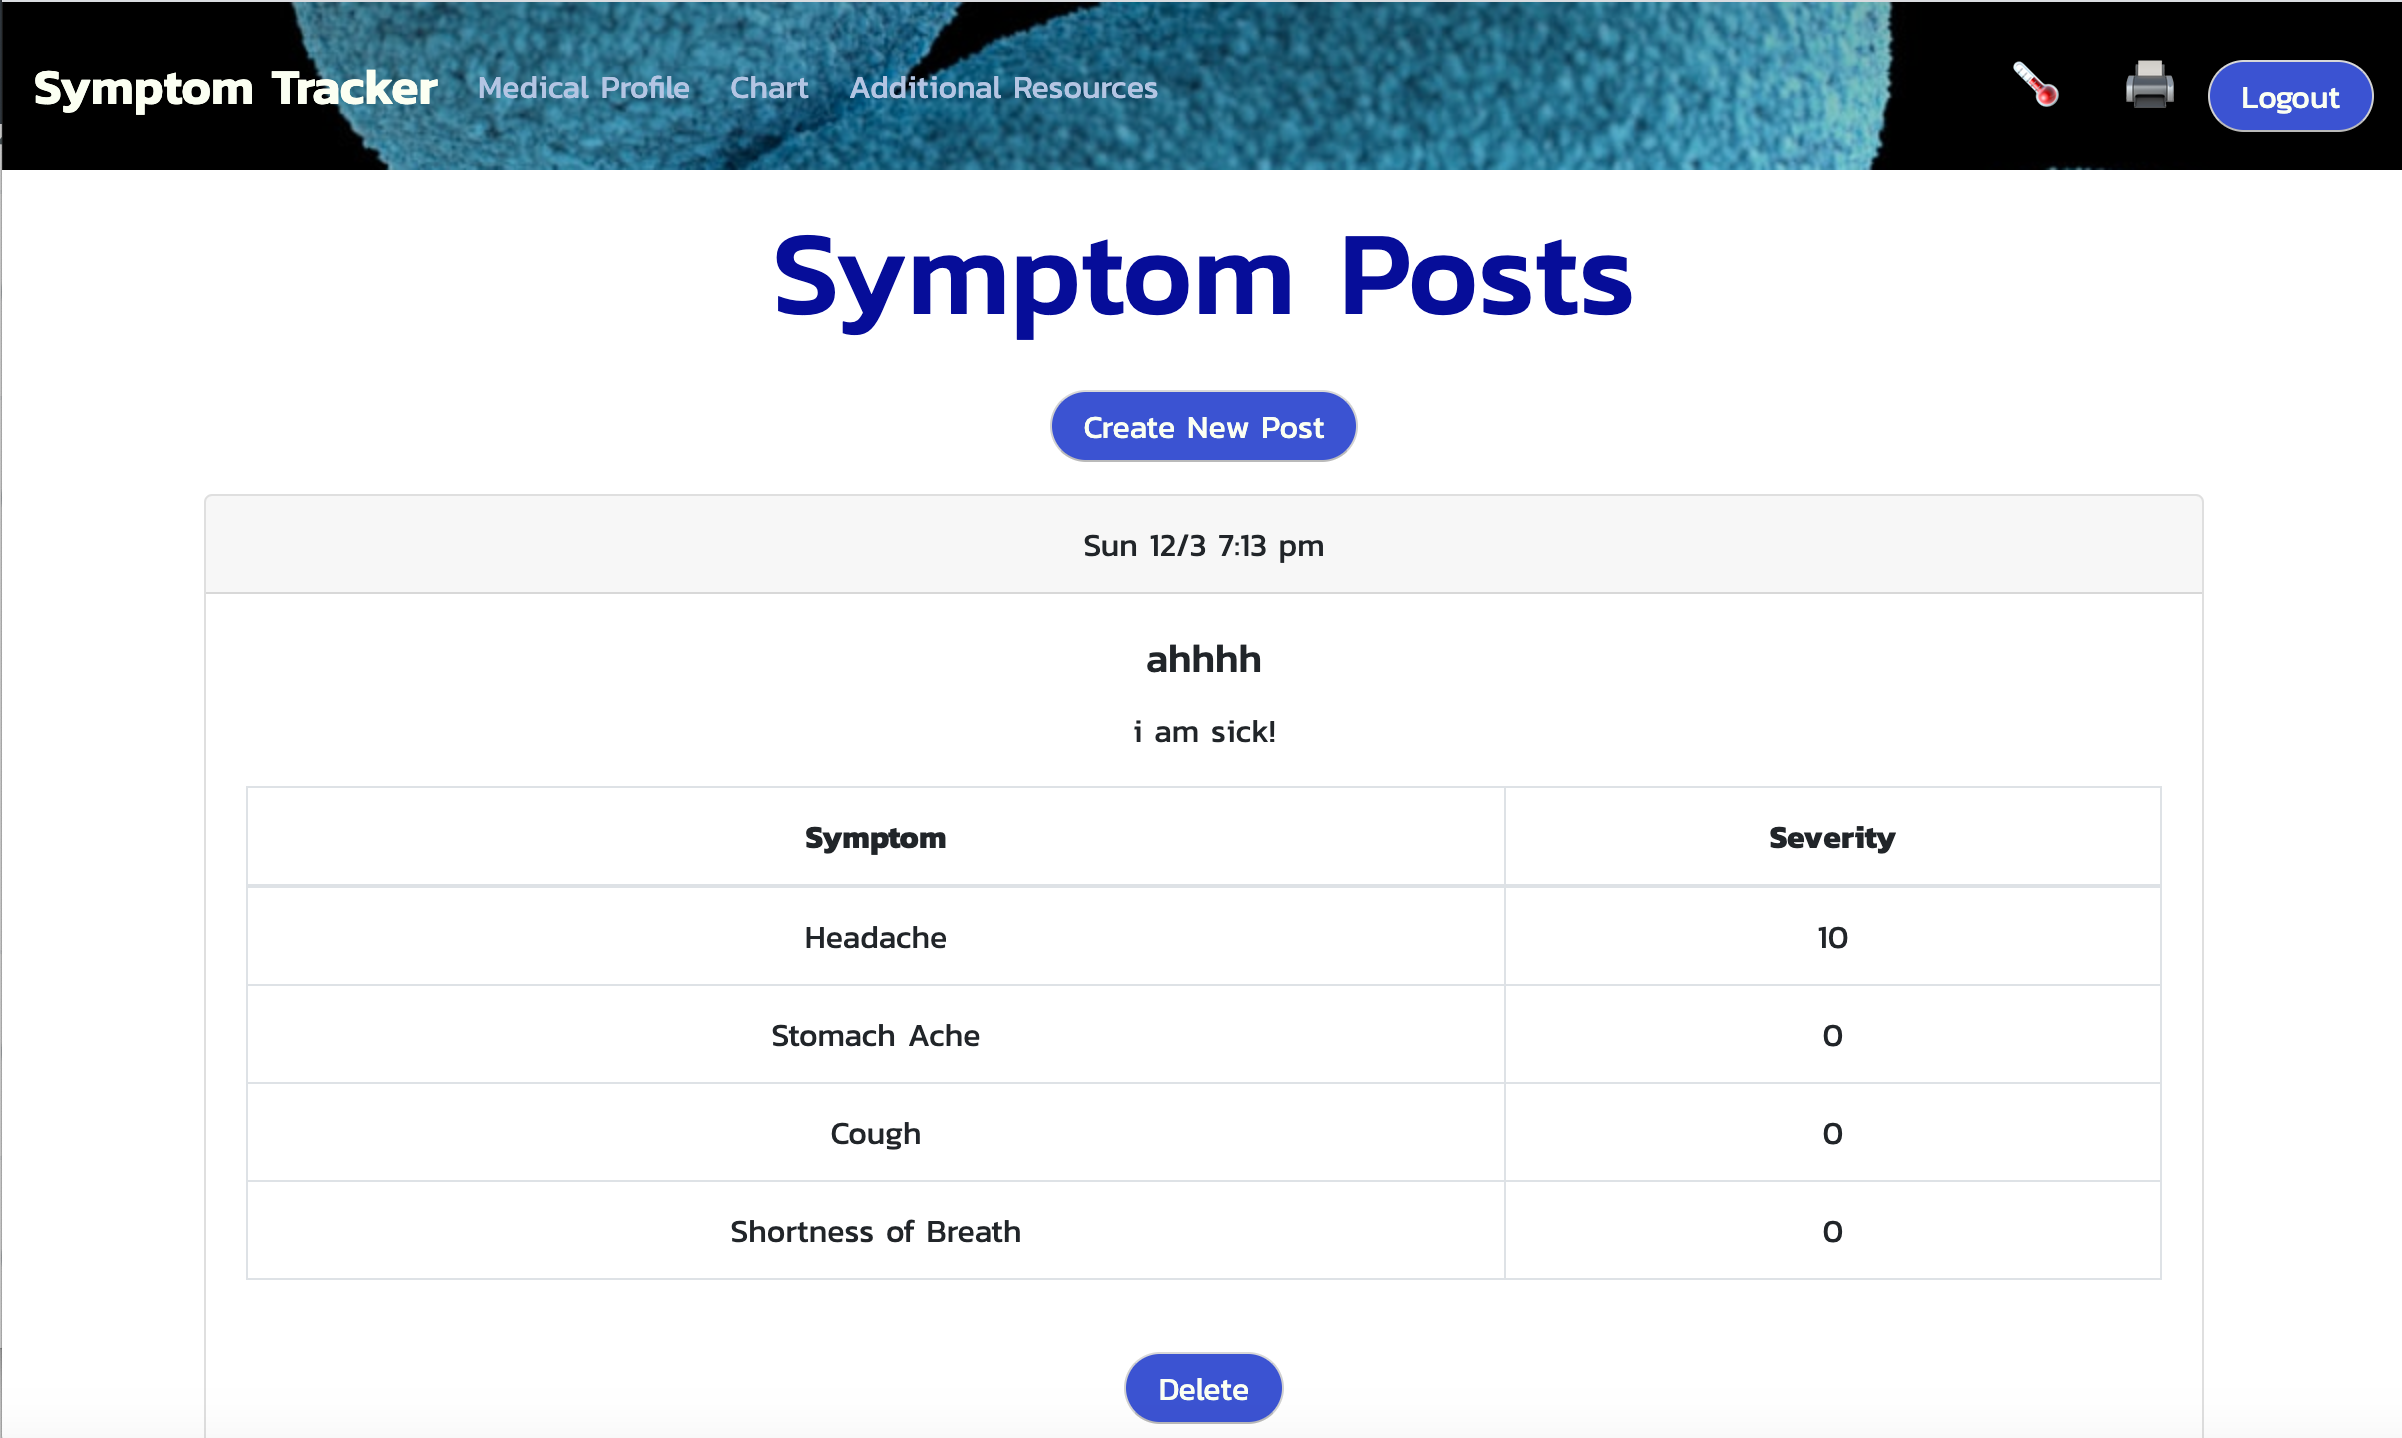 Symptom Tracker Medical Profile Chart Additional Resources Logout
Symptom Posts
Create New Post
Sun 12/3 7:13 pm
ahhhh
i am sick!
Symptom Severity
Headache 10
Stomach Ache 0
Cough 0
Shortness of Breath 0
Delete